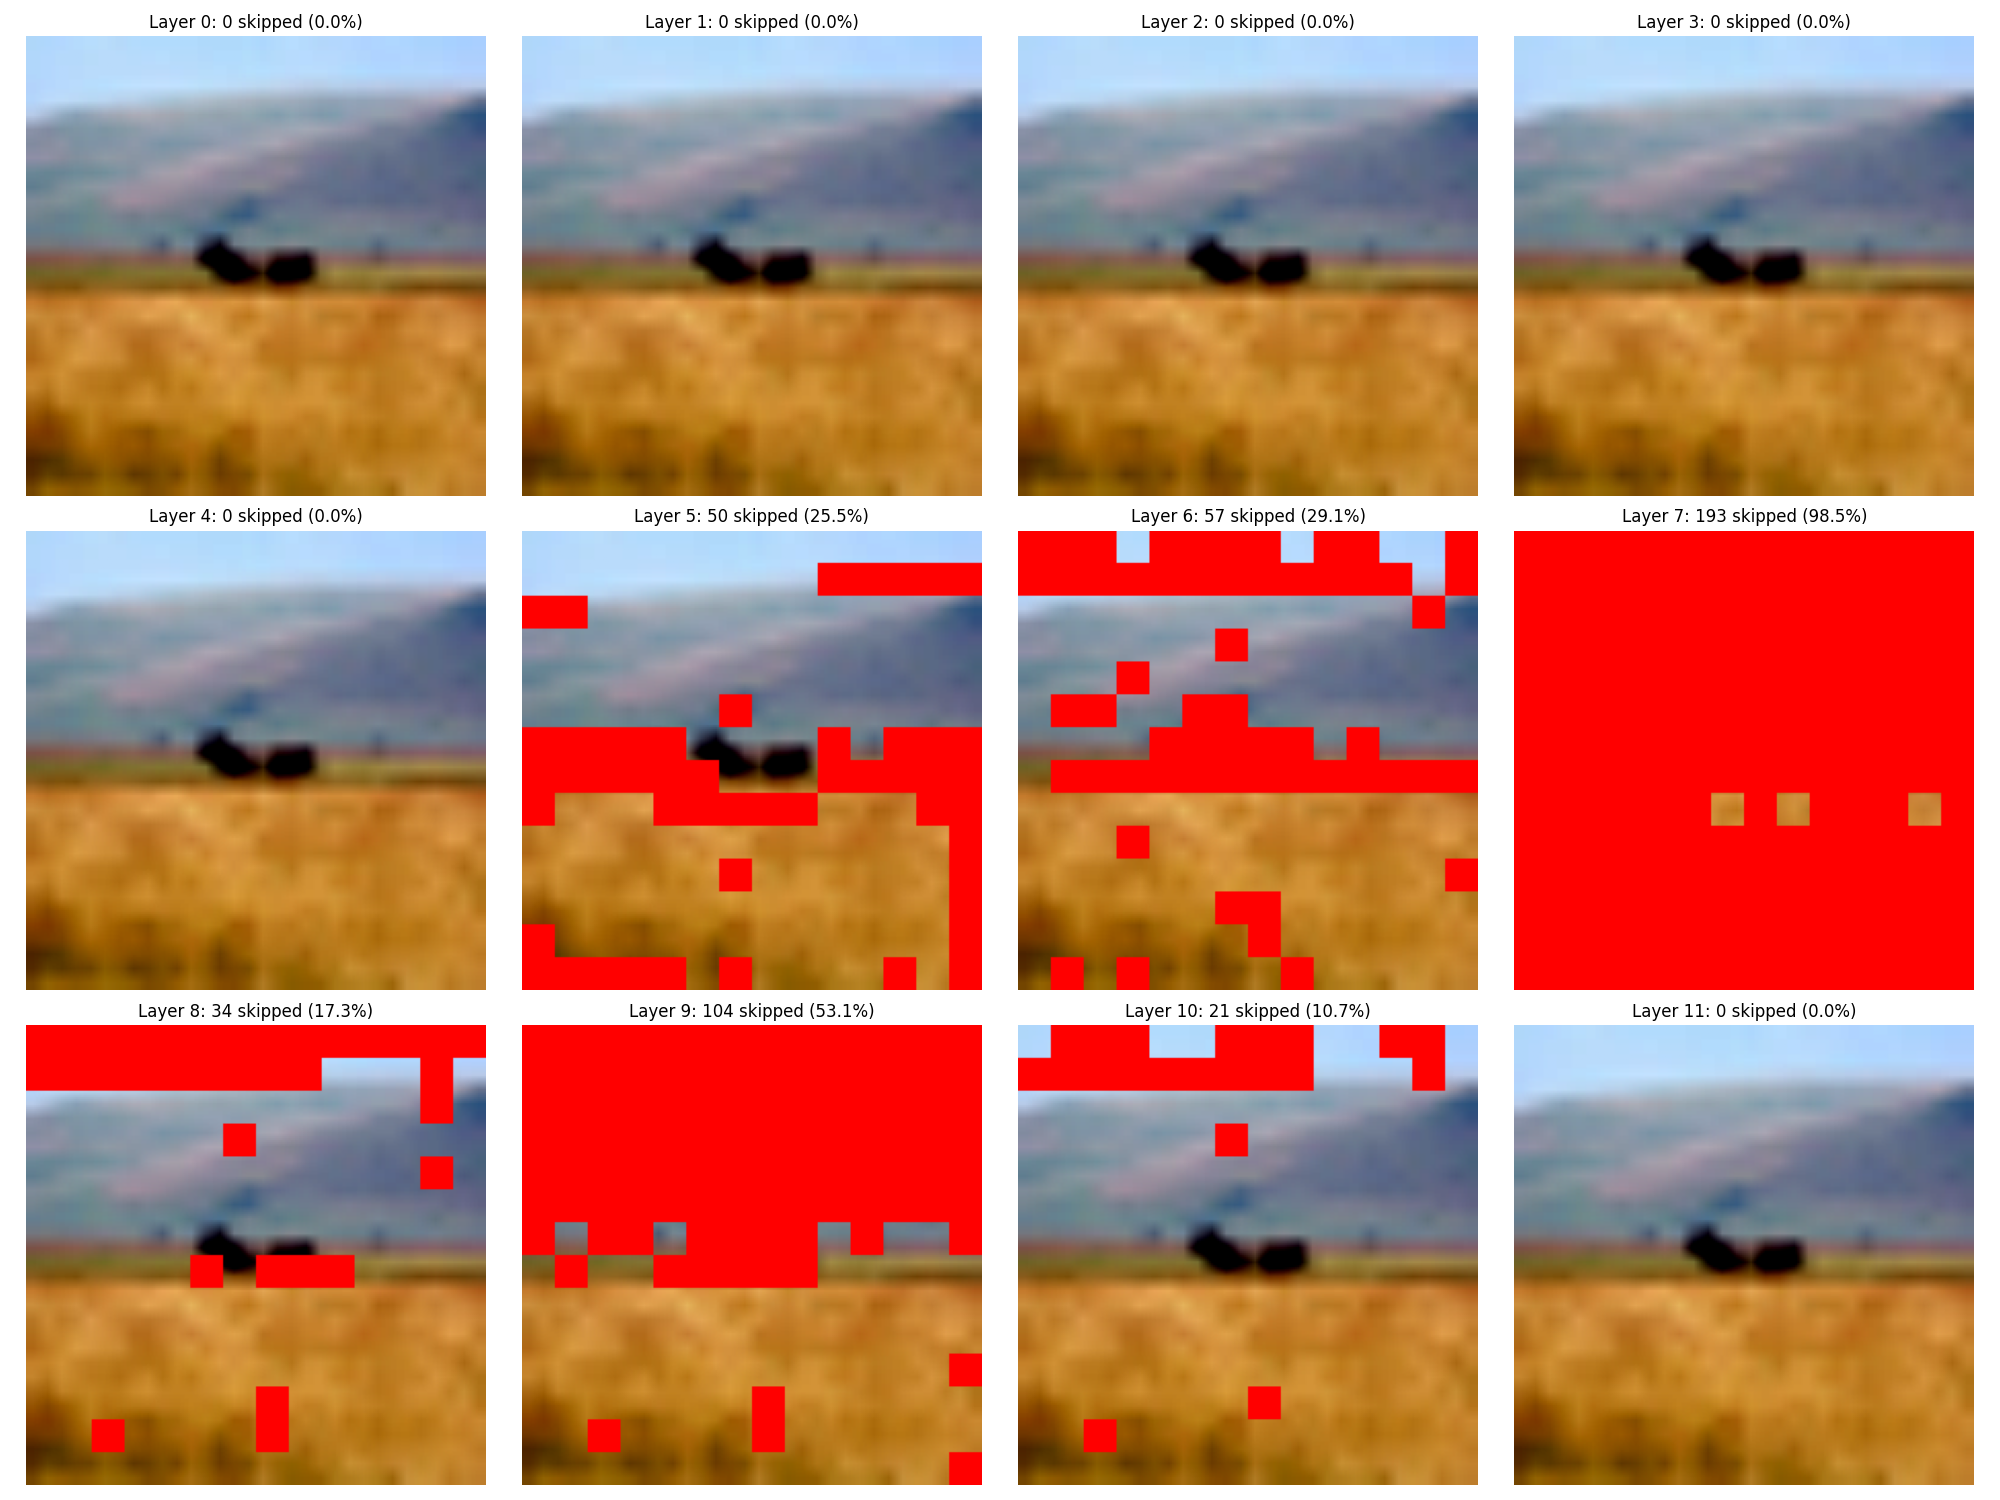 Layer 0: 0 skipped (0.0%)
Layer 1: 0 skipped (0.0%)
Layer 2: 0 skipped (0.0%)
Layer 3: 0 skipped (0.0%)
Layer 4: 0 skipped (0.0%)
Layer 5: 50 skipped (25.5%)
Layer 6: 57 skipped (29.1%)
Layer 7: 193 skipped (98.5%)
Layer 8: 34 skipped (17.3%)
Layer 9: 104 skipped (53.1%)
Layer 10: 21 skipped (10.7%)
Layer 11: 0 skipped (0.0%)